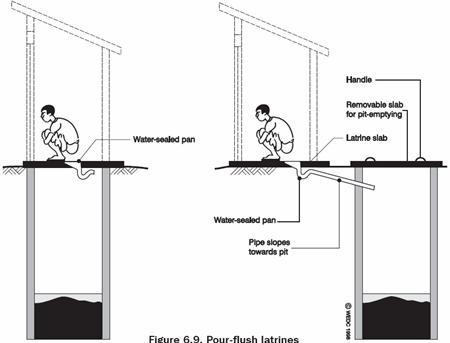 Handle
Removable slab
for pit-emptying
Water-sealed pan
Latrine slab
Water-sealed pan
Pipe slopes
towards pit
© WEDC 1998
Figure 6.9. Pour-flush latrines